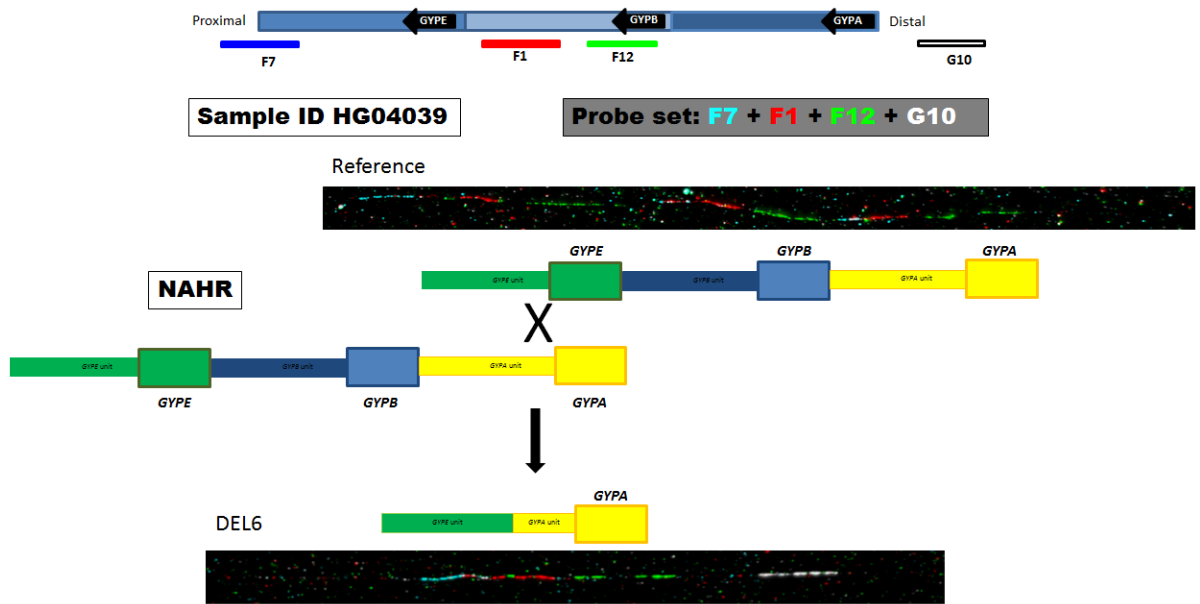 Proximal GYPE GYPB GYPA Distal
F7 F1 F12 G10
Sample ID HG04039 Probe set: F7 + F1 + F12 + G10
Reference
GYPE GYPB GYPA
NAHR GYPE unit GYPB unit GYPA unit
GYPE unit GYPB unit GYPA unit
GYPE GYPB GYPA
GYPA
DEL6 GYPE unit GYPA unit